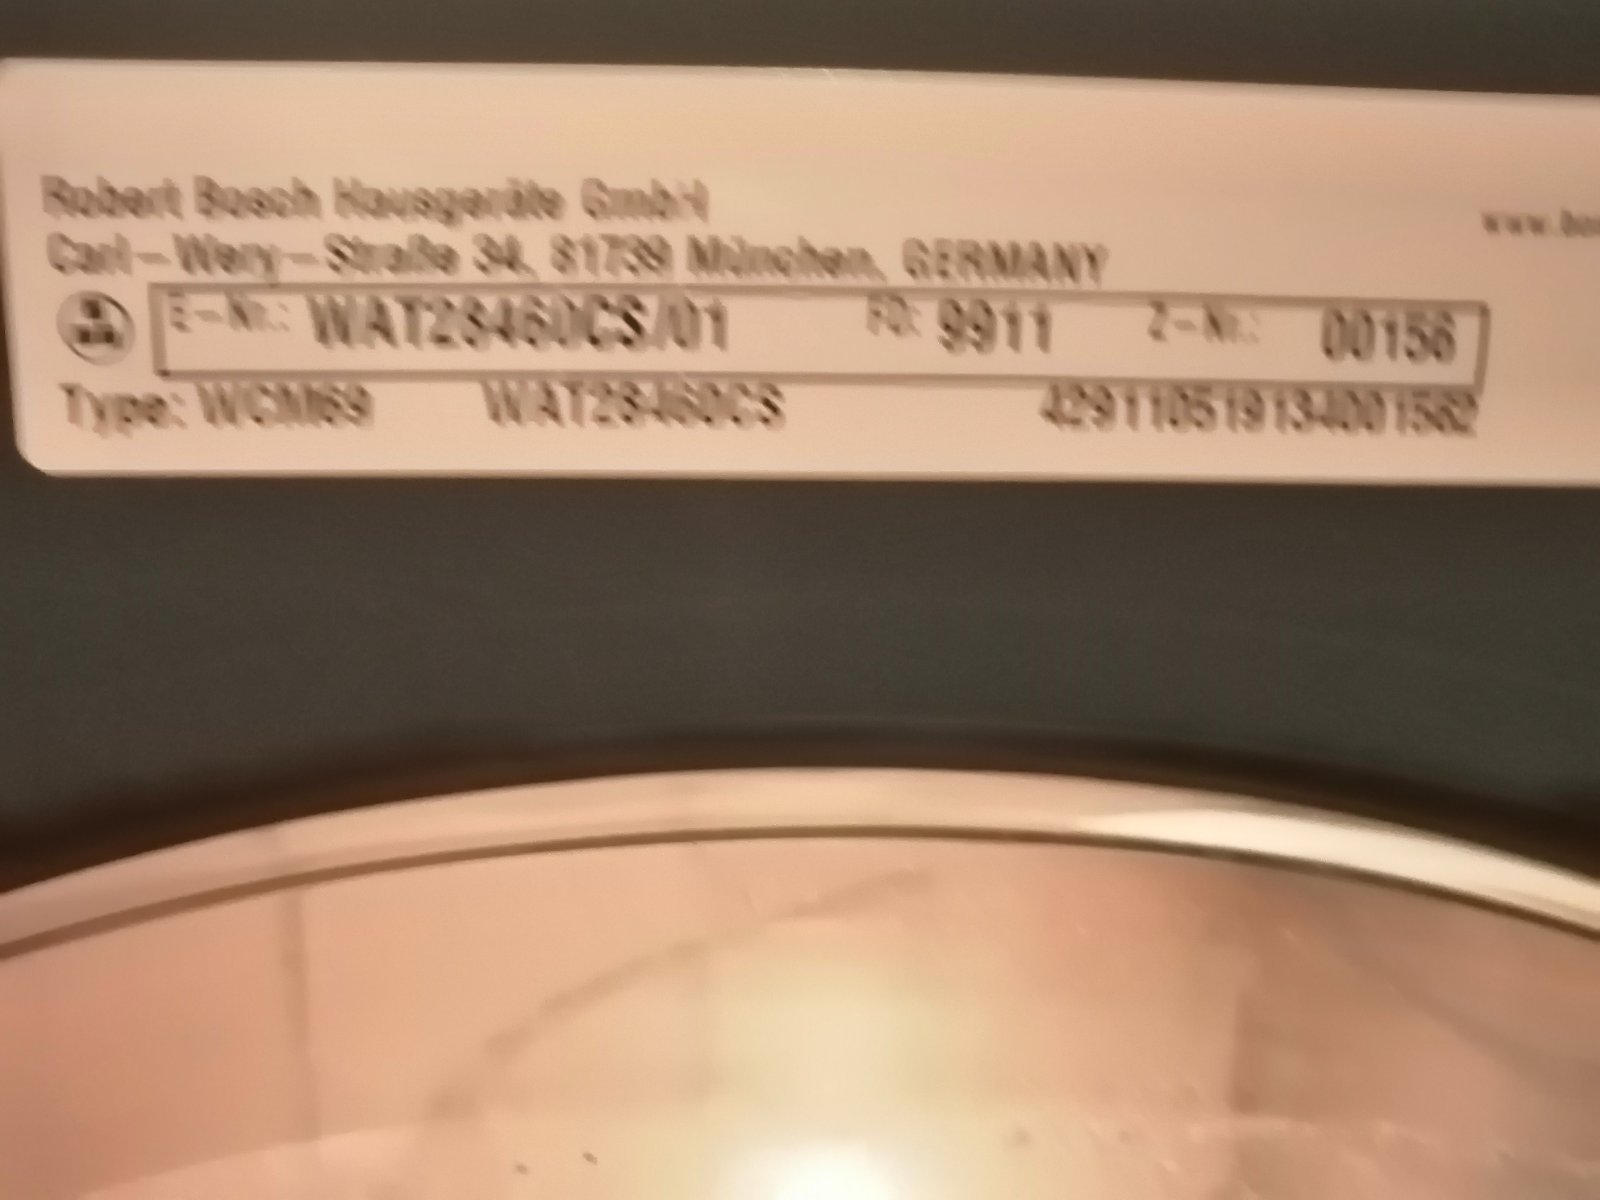 Robert Bosch Hausgeräte GmbH
Carl-Wery-Straße 34, 81739 München, GERMANY
E-Nr.: WAT28460CS/01 FD: 9911 Z-Nr.: 00156
Type: WCM69 WAT28460CS 429110519134001562